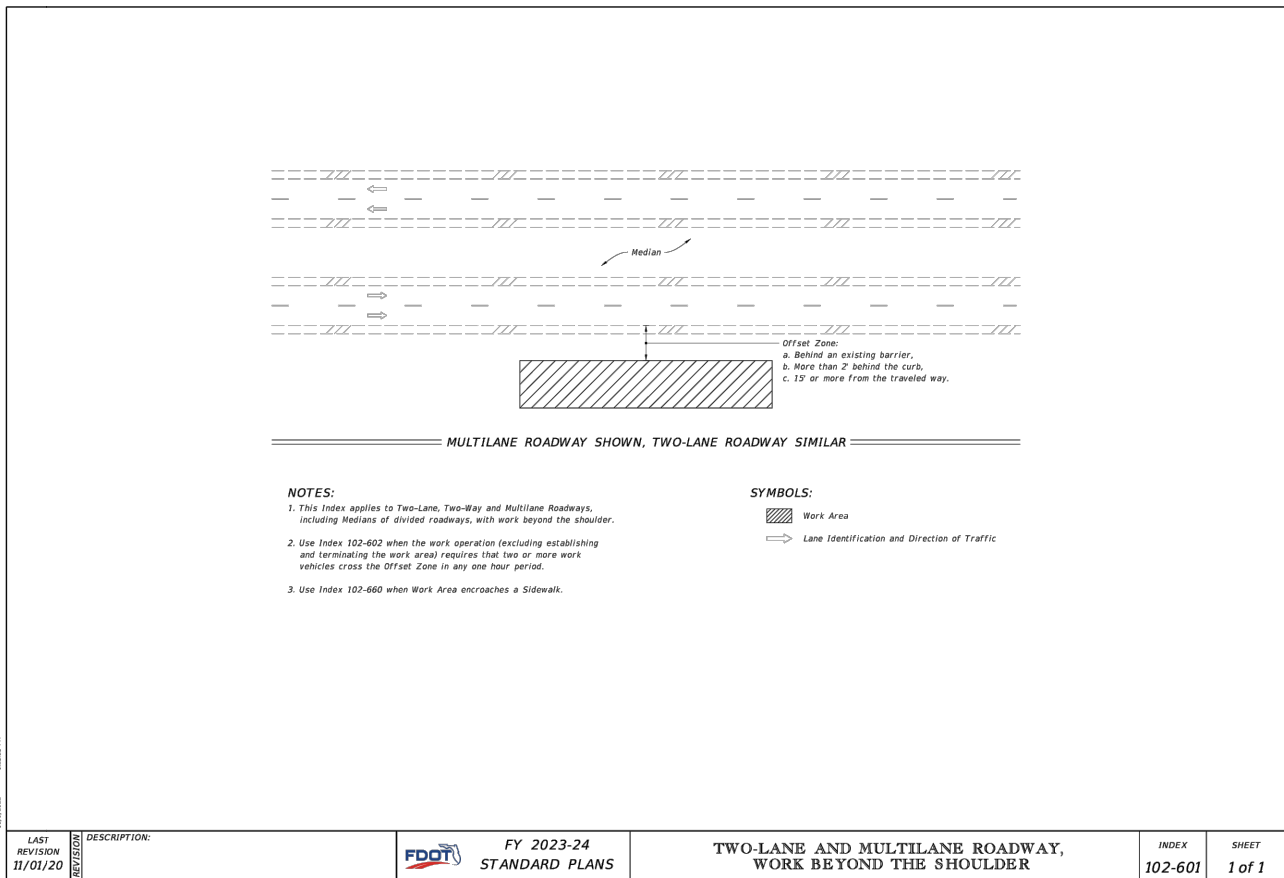 Median
Offset Zone:
a. Behind an existing barrier,
b. More than 2' behind the curb,
c. 15' or more from the traveled way.
MULTILANE ROADWAY SHOWN, TWO-LANE ROADWAY SIMILAR
NOTES:
1. This Index applies to Two-Lane, Two-Way and Multilane Roadways,
including Medians of divided roadways, with work beyond the shoulder.
2. Use Index 102-602 when the work operation (excluding establishing
and terminating the work area) requires that two or more work
vehicles cross the Offset Zone in any one hour period.
3. Use Index 102-660 when Work Area encroaches a Sidewalk.
SYMBOLS:
Work Area
Lane Identification and Direction of Traffic
LAST
REVISION
11/01/20
REVISION
DESCRIPTION:
FDOT
FY 2023-24
STANDARD PLANS
TWO-LANE AND MULTILANE ROADWAY,
WORK BEYOND THE SHOULDER
INDEX
102-601
SHEET
1 of 1